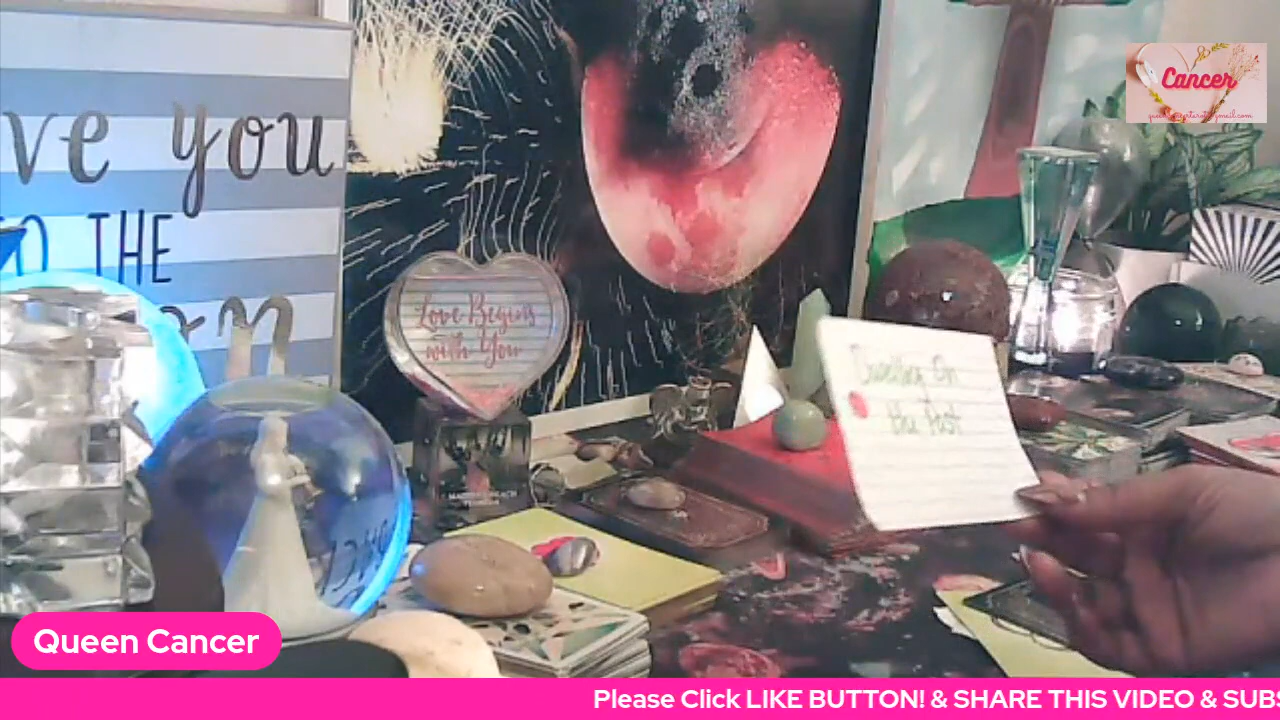 ve you
TO THE
Love Begins
with You
Dwelling On
the Past
Cancer
Queen Cancer
Please Click LIKE BUTTON! & SHARE THIS VIDEO & SUBS